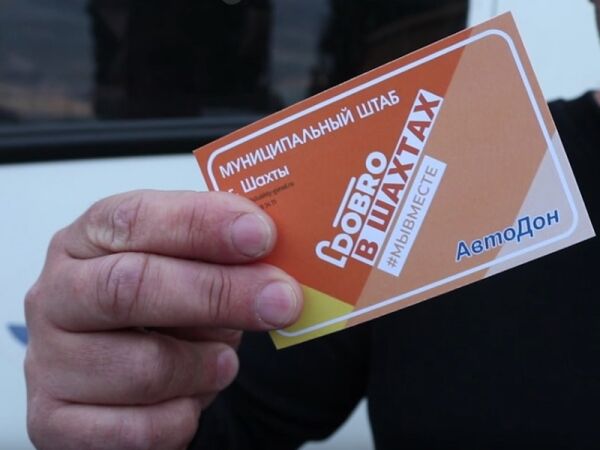 МУНИЦИПАЛЬНЫЙ ШТАБ
г. Шахты
DOBRO
В ШАХТАХ
#МЫВМЕСТЕ
АвтоДон